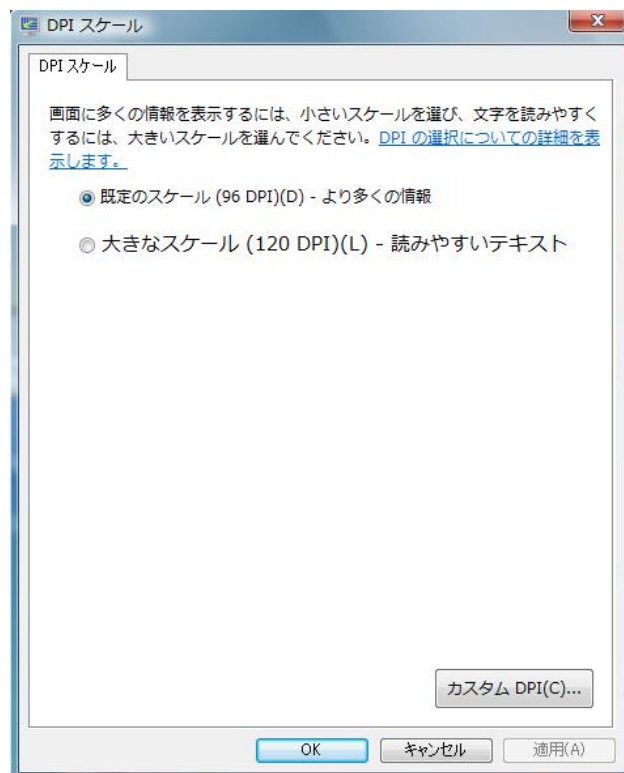 DPI スケール
DPI スケール
画面に多くの情報を表示するには、小さいスケールを選び、文字を読みやすく
するには、大きいスケールを選んでください。DPI の選択についての詳細を表
示します。
既定のスケール (96 DPI)(D) - より多くの情報
大きなスケール (120 DPI)(L) - 読みやすいテキスト
カスタム DPI(C)...
OK キャンセル 適用(A)